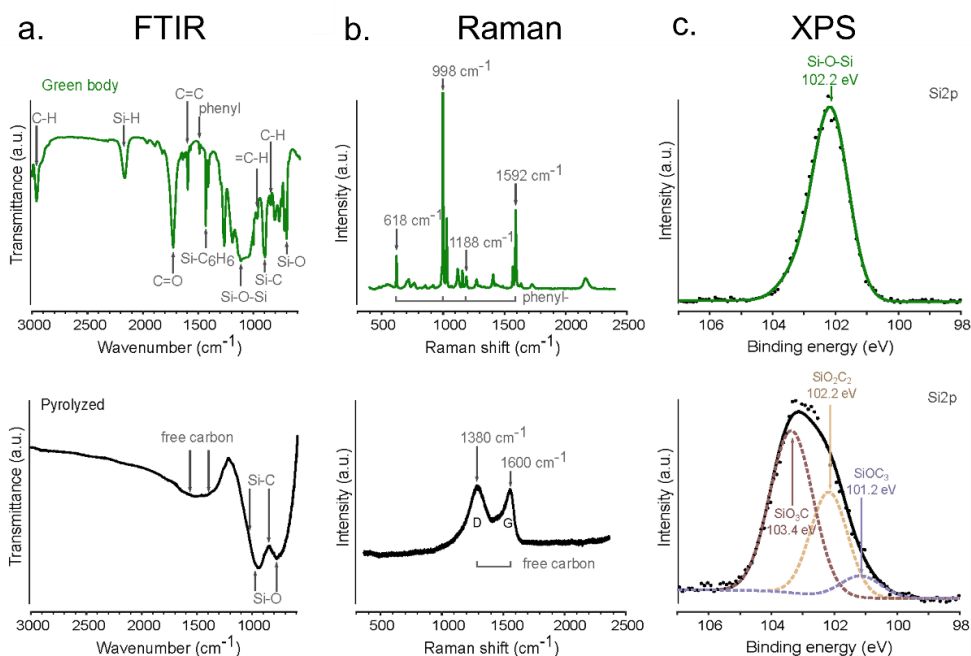 a. FTIR
b. Raman
c. XPS
Green body
C-H
Si-H
C=C
phenyl
=C-H
C-H
C=O
Si-C6H6
Si-O-Si
Si-C
Si-O
Transmittance (a.u.)
3000 2500 2000 1500 1000
Wavenumber (cm-1)
998 cm-1
1592 cm-1
618 cm-1
1188 cm-1
phenyl-
Intensity (a.u.)
500 1000 1500 2000 2500
Raman shift (cm-1)
Si-O-Si
102.2 eV
Si2p
Intensity (a.u.)
106 104 102 100 98
Binding energy (eV)
Pyrolyzed
free carbon
Si-C
Si-O
Transmittance (a.u.)
3000 2500 2000 1500 1000
Wavenumber (cm-1)
1380 cm-1
1600 cm-1
D
G
free carbon
Intensity (a.u.)
500 1000 1500 2000 2500
Raman shift (cm-1)
SiO2C2
102.2 eV
Si2p
SiOC3
101.2 eV
SiO3C
103.4 eV
Intensity (a.u.)
106 104 102 100 98
Binding energy (eV)